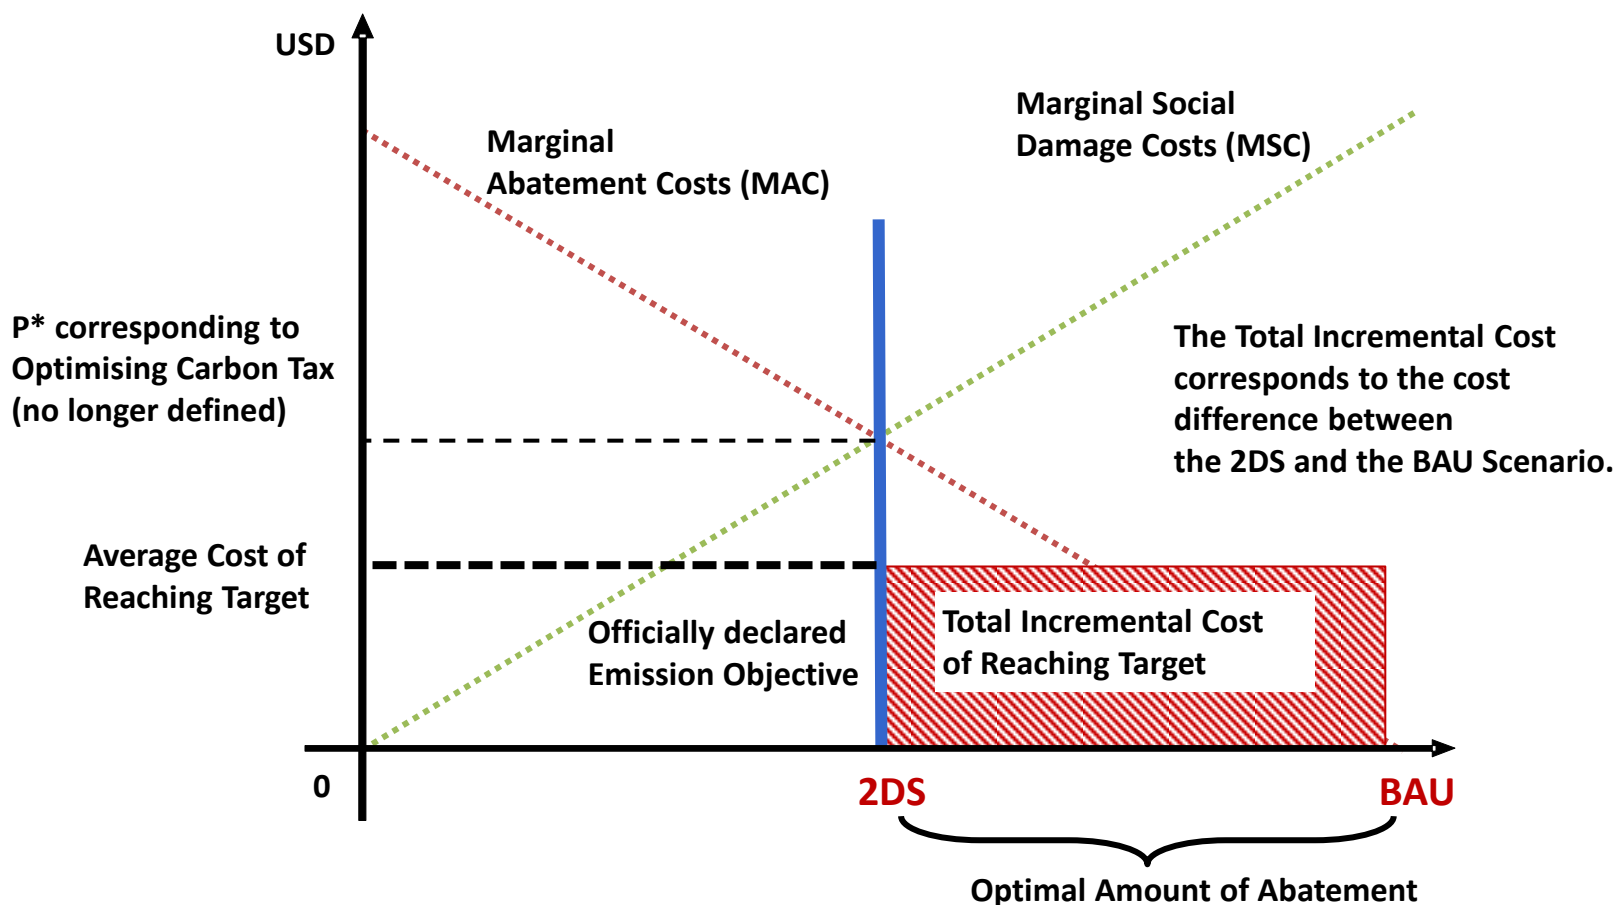 USD
Marginal
Abatement Costs (MAC)
Marginal Social
Damage Costs (MSC)
P* corresponding to
Optimising Carbon Tax
(no longer defined)
The Total Incremental Cost
corresponds to the cost
difference between
the 2DS and the BAU Scenario.
Average Cost of
Reaching Target
Officially declared
Emission Objective
Total Incremental Cost
of Reaching Target
0
2DS
BAU
Optimal Amount of Abatement